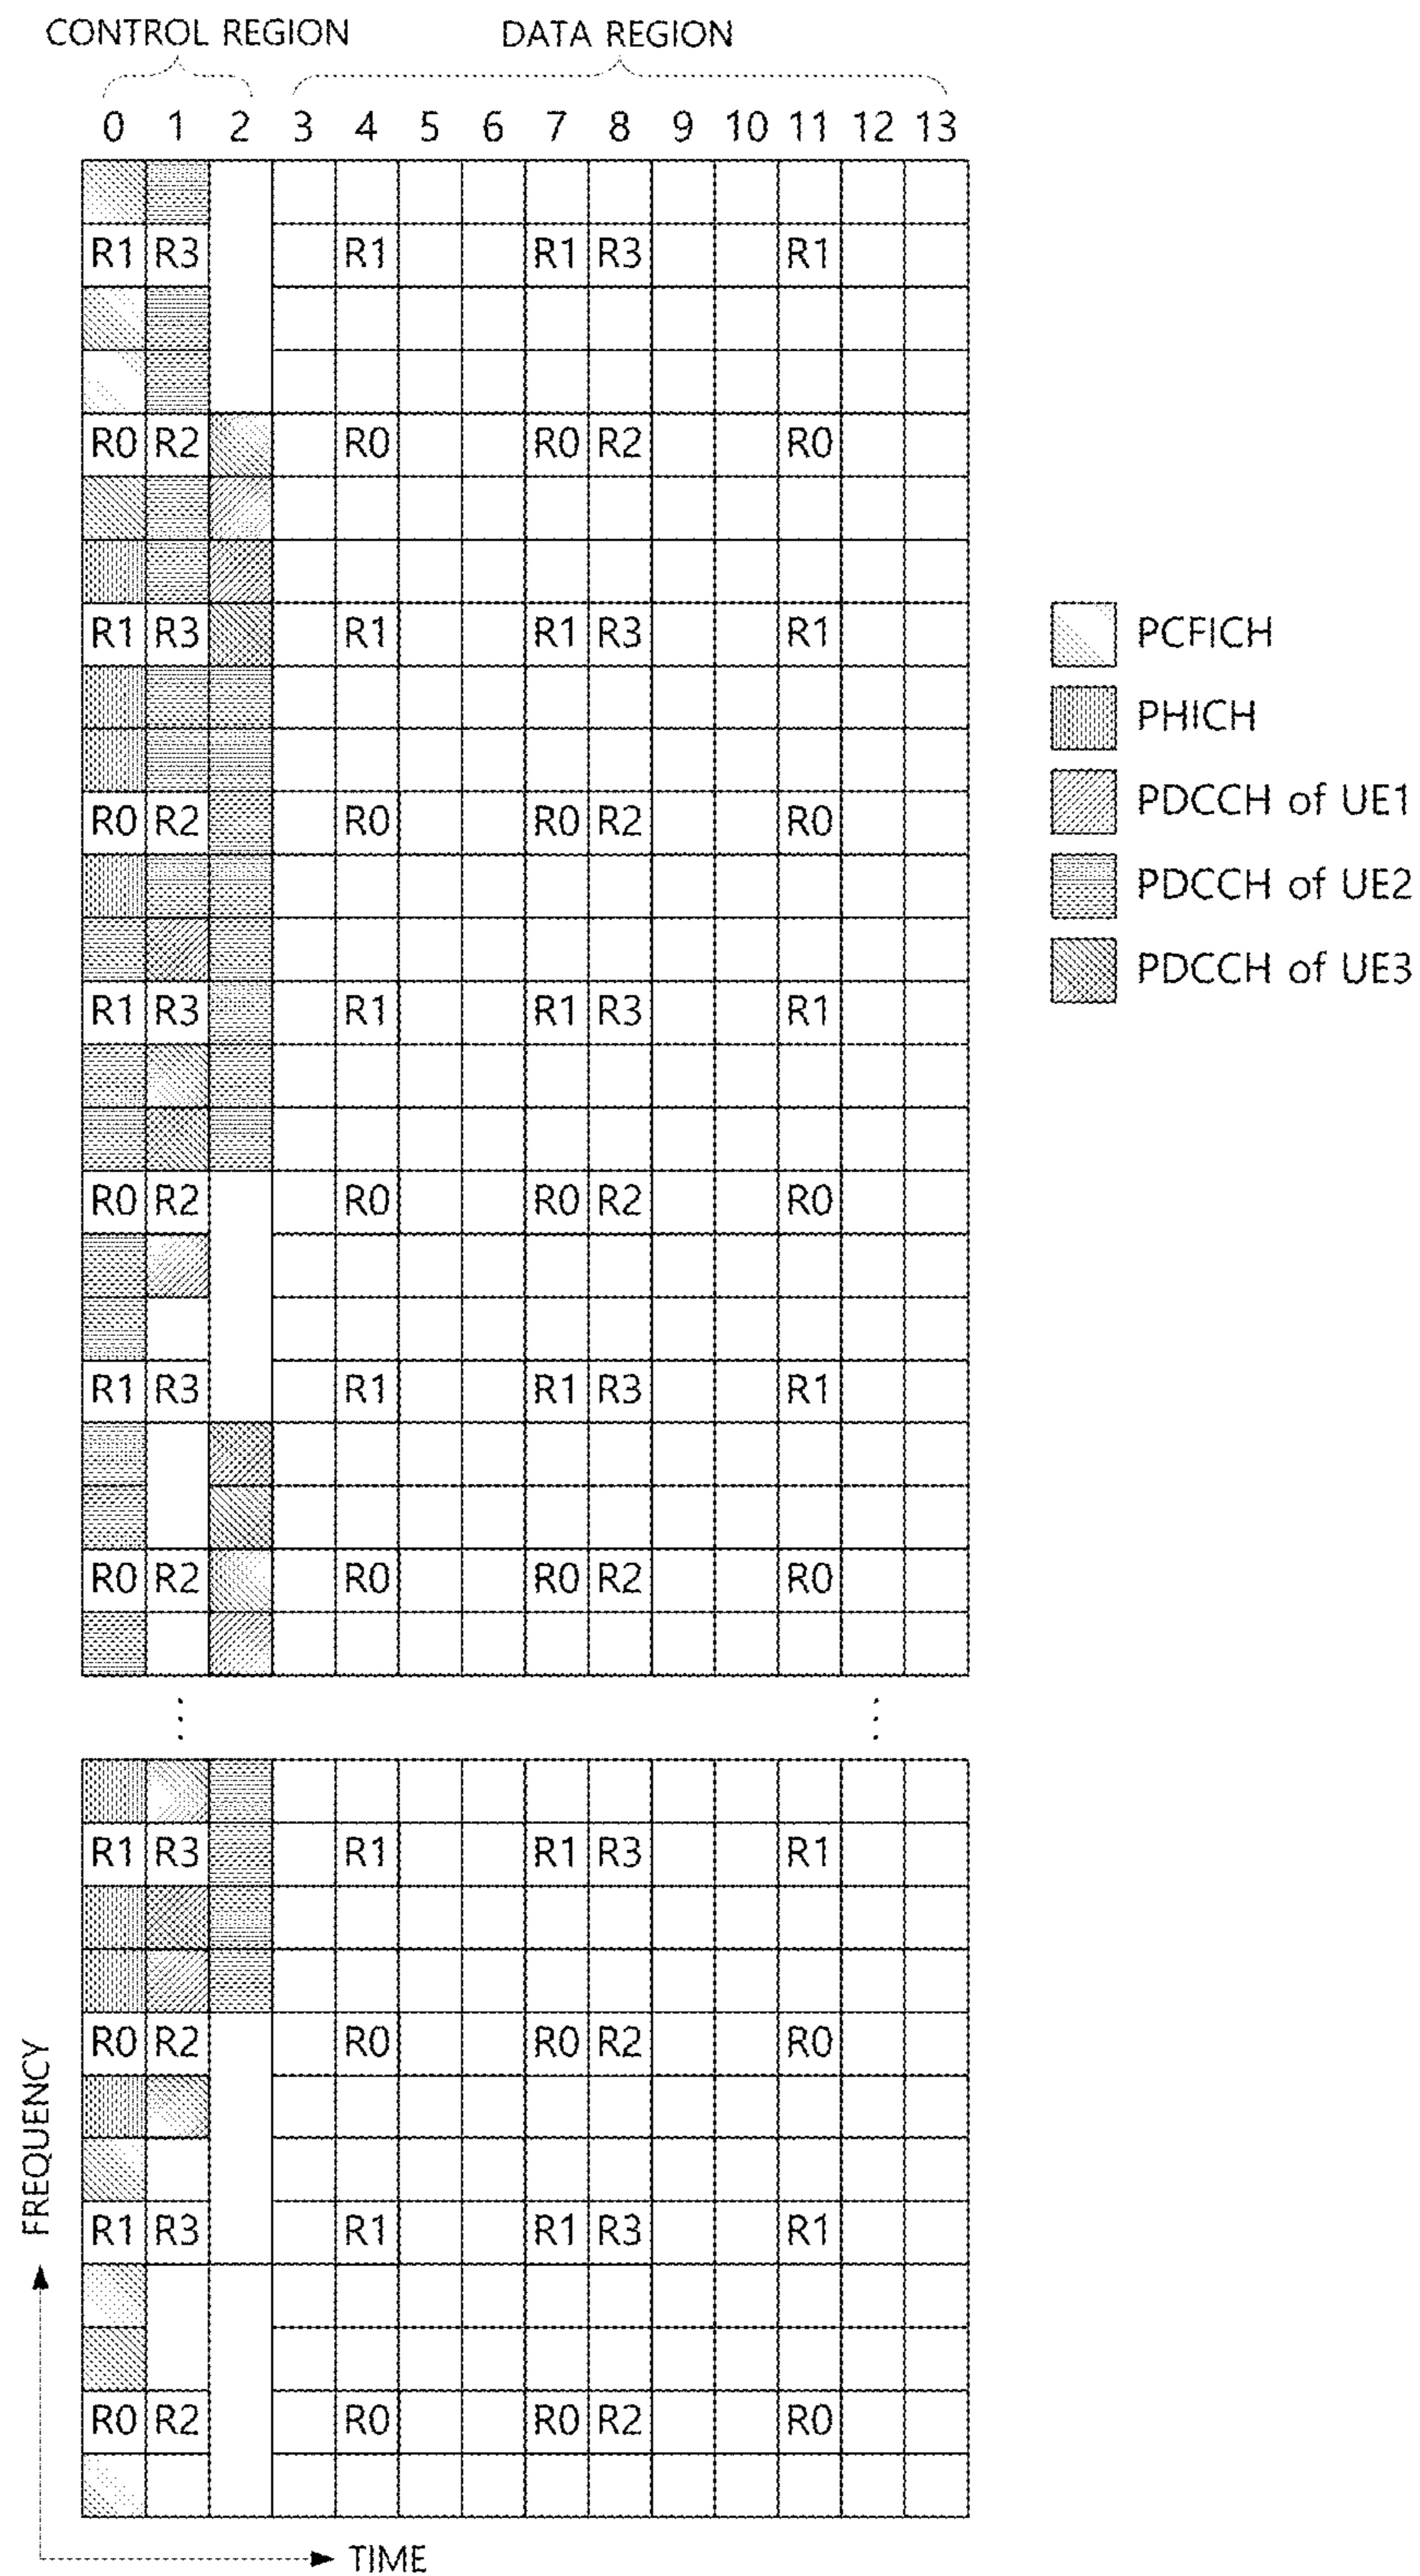 CONTROL REGION DATA REGION
0 1 2 3 4 5 6 7 8 9 10 11 12 13
R1 R3 R1 R1 R3 R1
R0 R2 R0 R0 R2 R0
R1 R3 R1 R1 R3 R1
R0 R2 R0 R0 R2 R0
R1 R3 R1 R1 R3 R1
R0 R2 R0 R0 R2 R0
R1 R3 R1 R1 R3 R1
R0 R2 R0 R0 R2 R0
R1 R3 R1 R1 R3 R1
R0 R2 R0 R0 R2 R0
R1 R3 R1 R1 R3 R1
R0 R2 R0 R0 R2 R0
PCFICH
PHICH
PDCCH of UE1
PDCCH of UE2
PDCCH of UE3
FREQUENCY
TIME